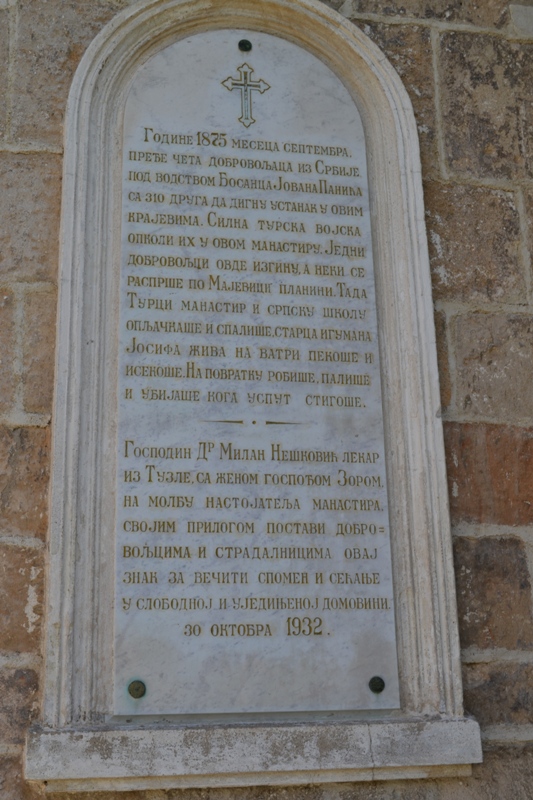 Године 1875 месеца септембра.
Пређе чета добровољаца из Србије.
под водством Босанца Јована Панића
са 310 друга да дигну устанак у овим
крајевима. Силна турска војска
опколи их у овом манастиру. Једни
добровољци овде изгину, а неки се
распрше по Мајевици планини. Тада
Турци манастир и српску школу
опљачкаше и спалише, старца игумана
Јосифа жива на ватри пекоше и
исекоше. На повратку робише, палише
и убијаше кога успут стигоше.
Господин Др Милан Нешковић лекар
из Тузле, са женом госпођом Зором,
на молбу настојатеља манастира,
својим прилогом постави добро=
вољцима и страдалницима овај
знак за вечити спомен и сећање
у слободној и уједињеној домовини.
30 октобра 1932.